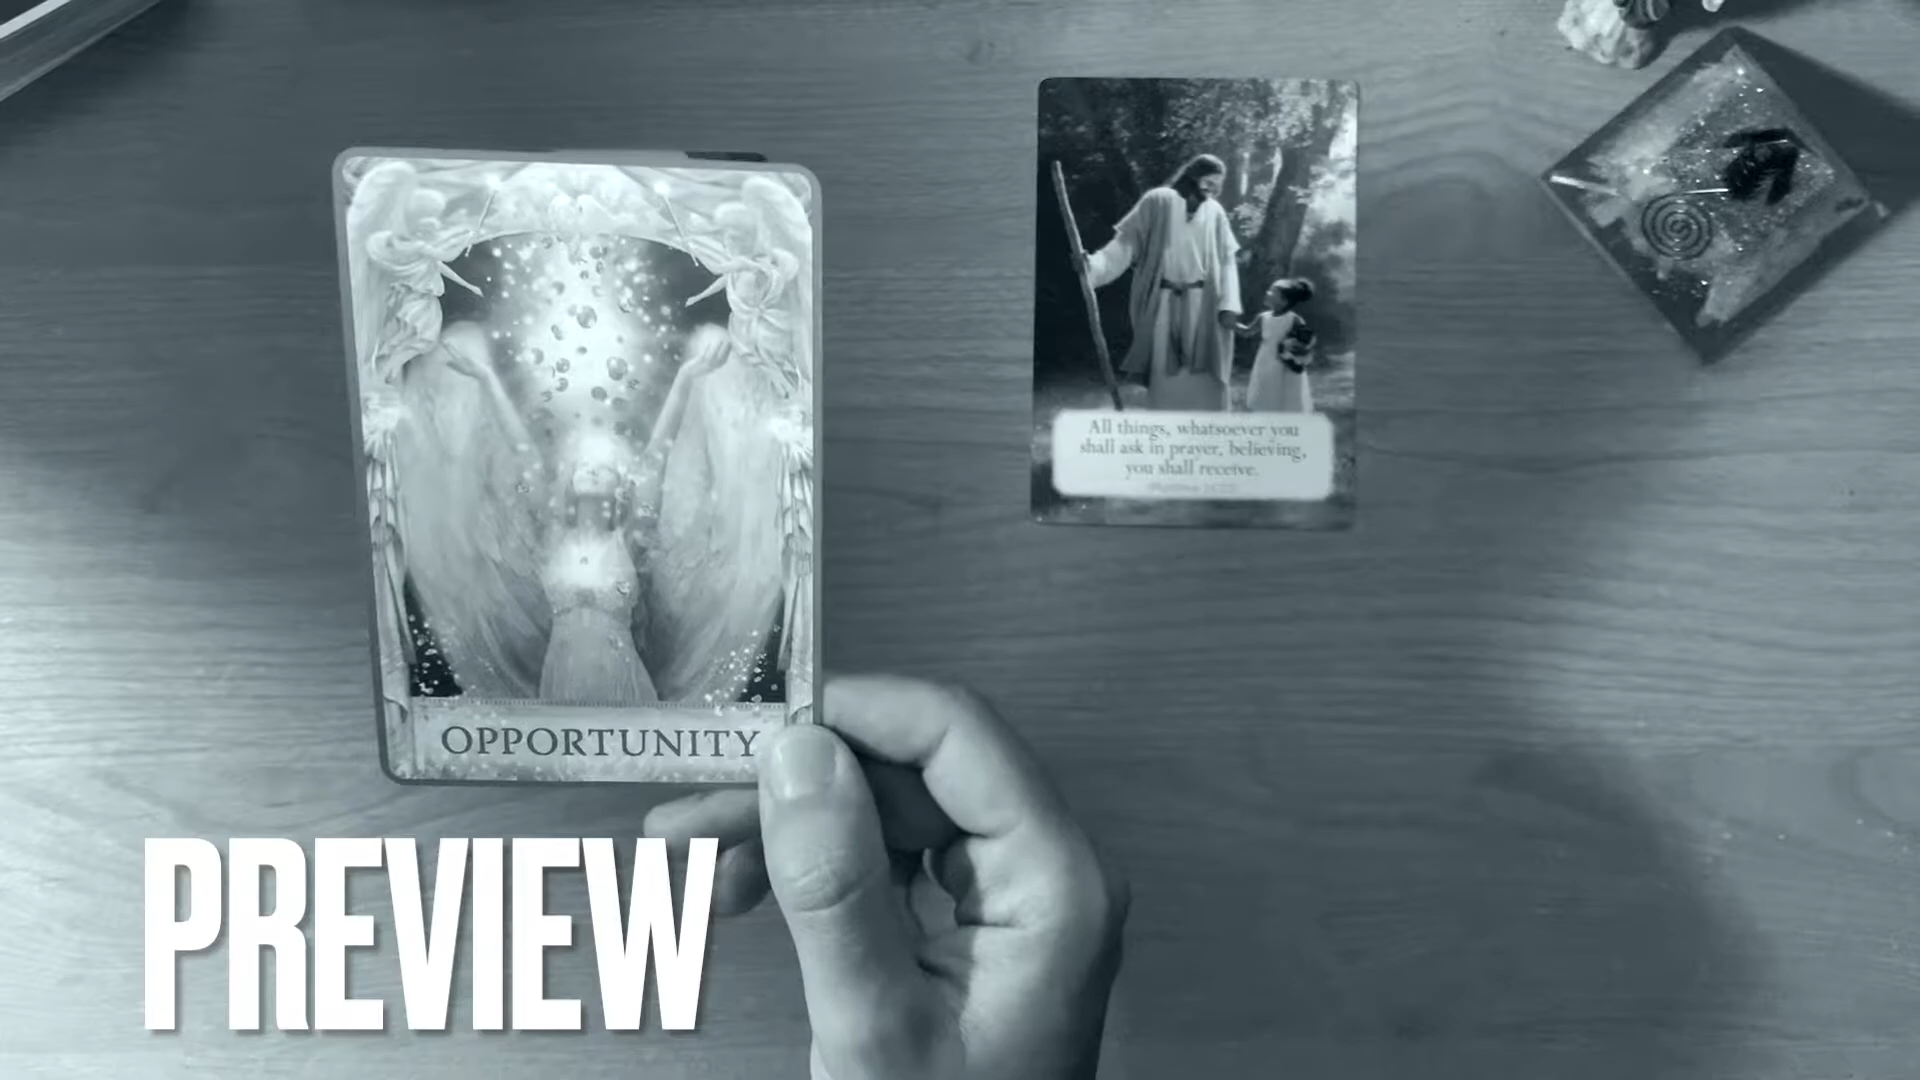 OPPORTUNITY
All things, whatsoever you
shall ask in prayer, believing,
you shall receive.
PREVIEW